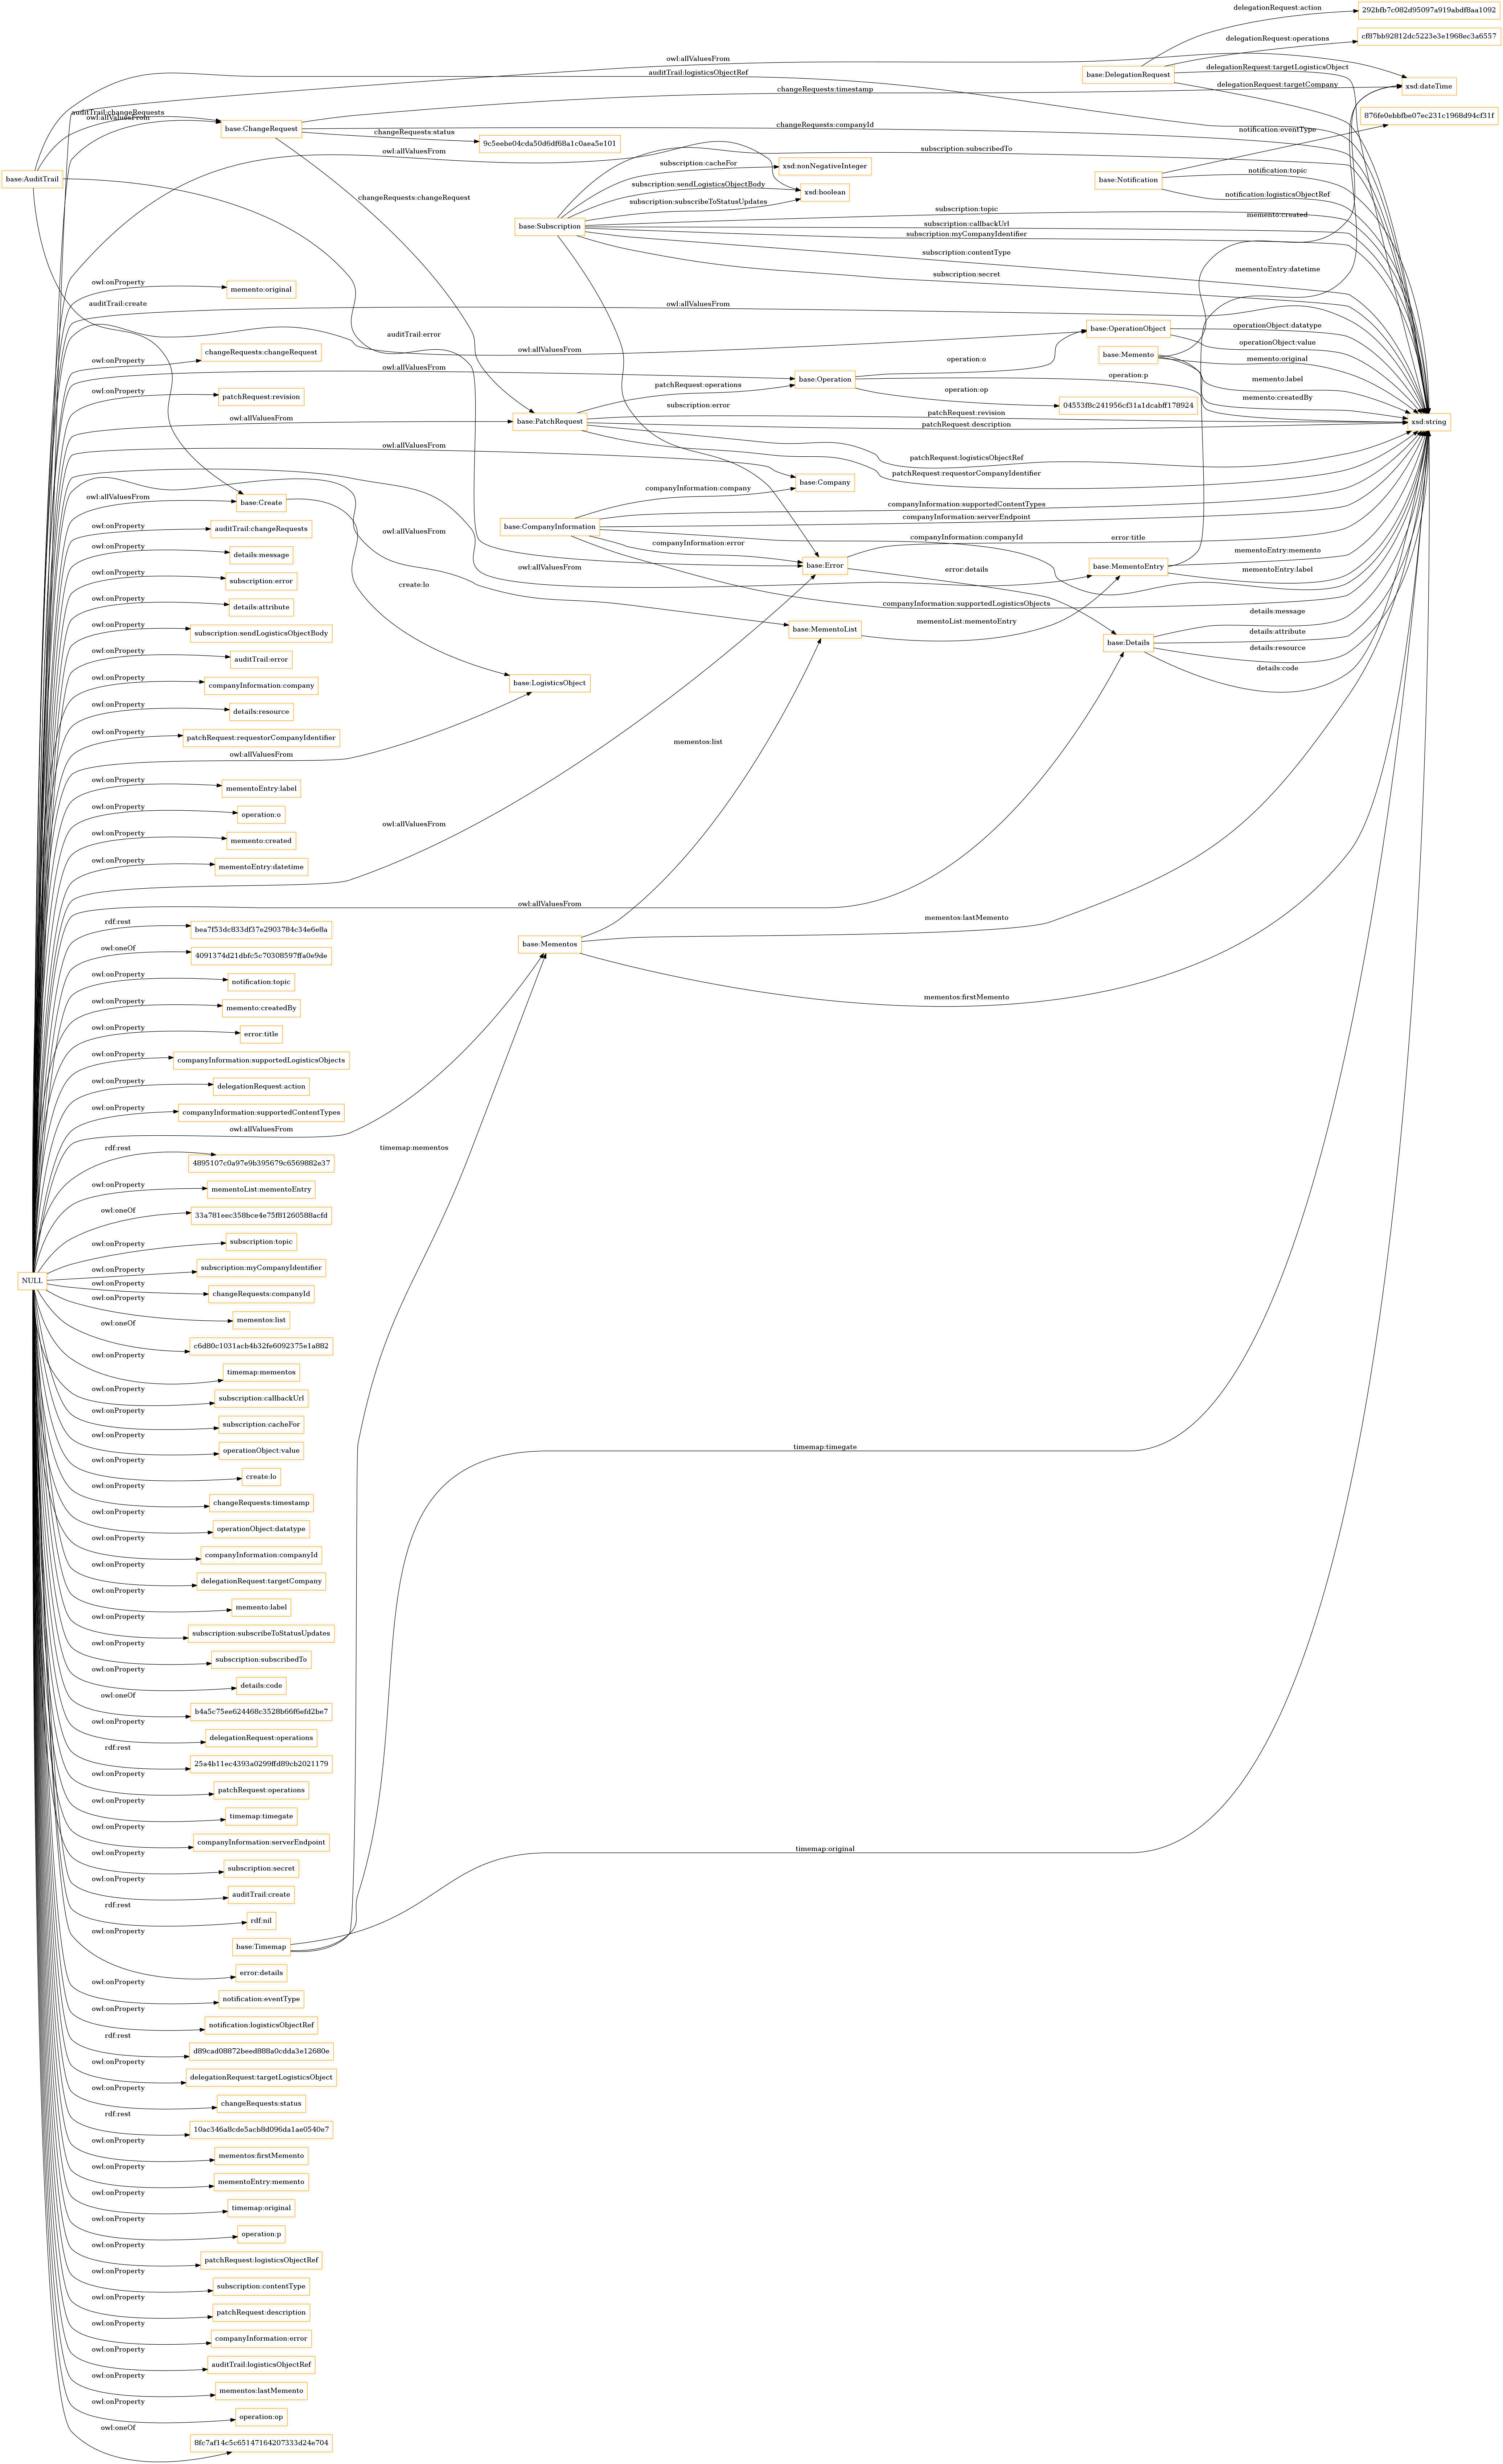 delegationRequest:action
292bfb7c082d95097a919abdf8aa1092
delegationRequest:operations
cf87bb92812dc5223e3e1968ec3a6557
owl:allValuesFrom
base:DelegationRequest
delegationRequest:targetLogisticsObject
auditTrail:logisticsObjectRef
delegationRequest:targetCompany
xsd:dateTime
changeRequests:timestamp
auditTrail:changeRequests
owl:allValuesFrom
876fe0ebbfbe07ec231c1968d94cf31f
base:ChangeRequest
changeRequests:companyId
notification:eventType
changeRequests:status
9c5eebe04cda50d6df68a1c0aea5e101
owl:allValuesFrom
subscription:subscribedTo
subscription:cacheFor
xsd:nonNegativeInteger
notification:topic
base:AuditTrail
base:Notification
subscription:sendLogisticsObjectBody
xsd:boolean
notification:logisticsObjectRef
changeRequests:changeRequest
subscription:subscribeToStatusUpdates
subscription:topic
memento:created
base:Subscription
subscription:callbackUrl
subscription:myCompanyIdentifier
subscription:contentType
mementoEntry:datetime
subscription:secret
owl:onProperty
memento:original
auditTrail:create
owl:allValuesFrom
auditTrail:error
base:OperationObject
operationObject:datatype
operationObject:value
owl:onProperty
changeRequests:changeRequest
owl:allValuesFrom
base:Memento
memento:original
operation:o
owl:allValuesFrom
base:Operation
operation:p
memento:label
patchRequest:operations
owl:onProperty
patchRequest:revision
operation:op
04553f8c241956cf31a1dcabff178924
memento:createdBy
subscription:error
owl:allValuesFrom
base:PatchRequest
patchRequest:revision
patchRequest:description
xsd:string
owl:allValuesFrom
patchRequest:logisticsObjectRef
patchRequest:requestorCompanyIdentifier
base:Company
companyInformation:company
owl:allValuesFrom
base:Create
companyInformation:supportedContentTypes
companyInformation:serverEndpoint
owl:onProperty
auditTrail:changeRequests
base:CompanyInformation
owl:allValuesFrom
companyInformation:companyId
error:title
companyInformation:error
owl:onProperty
details:message
mementoEntry:memento
base:Error
base:MementoEntry
owl:allValuesFrom
error:details
mementoEntry:label
owl:onProperty
subscription:error
create:lo
owl:onProperty
details:attribute
companyInformation:supportedLogisticsObjects
details:message
mementoList:mementoEntry
owl:onProperty
subscription:sendLogisticsObjectBody
base:MementoList
details:attribute
base:Details
details:resource
owl:onProperty
auditTrail:error
details:code
owl:onProperty
companyInformation:company
base:LogisticsObject
owl:onProperty
details:resource
owl:onProperty
patchRequest:requestorCompanyIdentifier
mementos:list
owl:allValuesFrom
owl:onProperty
mementoEntry:label
owl:onProperty
operation:o
owl:allValuesFrom
owl:onProperty
memento:created
owl:onProperty
mementoEntry:datetime
owl:allValuesFrom
rdf:rest
bea7f53dc833df37e2903784c34e6e8a
mementos:lastMemento
base:Mementos
owl:oneOf
4091374d21dbfc5c70308597ffa0e9de
owl:onProperty
notification:topic
mementos:firstMemento
owl:onProperty
memento:createdBy
owl:onProperty
error:title
owl:onProperty
companyInformation:supportedLogisticsObjects
owl:onProperty
delegationRequest:action
owl:onProperty
companyInformation:supportedContentTypes
owl:allValuesFrom
timemap:mementos
rdf:rest
4895107c0a97e9b395679c6569882e37
owl:onProperty
mementoList:mementoEntry
owl:oneOf
33a781eec358bce4e75f81260588acfd
owl:onProperty
subscription:topic
NULL
owl:onProperty
subscription:myCompanyIdentifier
owl:onProperty
changeRequests:companyId
owl:onProperty
mementos:list
owl:oneOf
c6d80c1031acb4b32fe6092375e1a882
owl:onProperty
timemap:mementos
owl:onProperty
subscription:callbackUrl
owl:onProperty
subscription:cacheFor
owl:onProperty
operationObject:value
timemap:timegate
owl:onProperty
create:lo
owl:onProperty
changeRequests:timestamp
owl:onProperty
operationObject:datatype
owl:onProperty
companyInformation:companyId
owl:onProperty
delegationRequest:targetCompany
owl:onProperty
memento:label
owl:onProperty
subscription:subscribeToStatusUpdates
owl:onProperty
subscription:subscribedTo
owl:onProperty
details:code
owl:oneOf
b4a5c75ee624468c3528b66f6efd2be7
owl:onProperty
delegationRequest:operations
rdf:rest
25a4b11ec4393a0299ffd89cb2021179
owl:onProperty
patchRequest:operations
owl:onProperty
timemap:timegate
owl:onProperty
companyInformation:serverEndpoint
timemap:original
owl:onProperty
subscription:secret
owl:onProperty
auditTrail:create
rdf:rest
rdf:nil
base:Timemap
owl:onProperty
error:details
owl:onProperty
notification:eventType
owl:onProperty
notification:logisticsObjectRef
rdf:rest
d89cad08872beed888a0cdda3e12680e
owl:onProperty
delegationRequest:targetLogisticsObject
owl:onProperty
changeRequests:status
rdf:rest
10ac346a8cde5acb8d096da1ae0540e7
owl:onProperty
mementos:firstMemento
owl:onProperty
mementoEntry:memento
owl:onProperty
timemap:original
owl:onProperty
operation:p
owl:onProperty
patchRequest:logisticsObjectRef
owl:onProperty
subscription:contentType
owl:onProperty
patchRequest:description
owl:onProperty
companyInformation:error
owl:onProperty
auditTrail:logisticsObjectRef
owl:onProperty
mementos:lastMemento
owl:onProperty
operation:op
owl:oneOf
8fc7af14c5c65147164207333d24e704